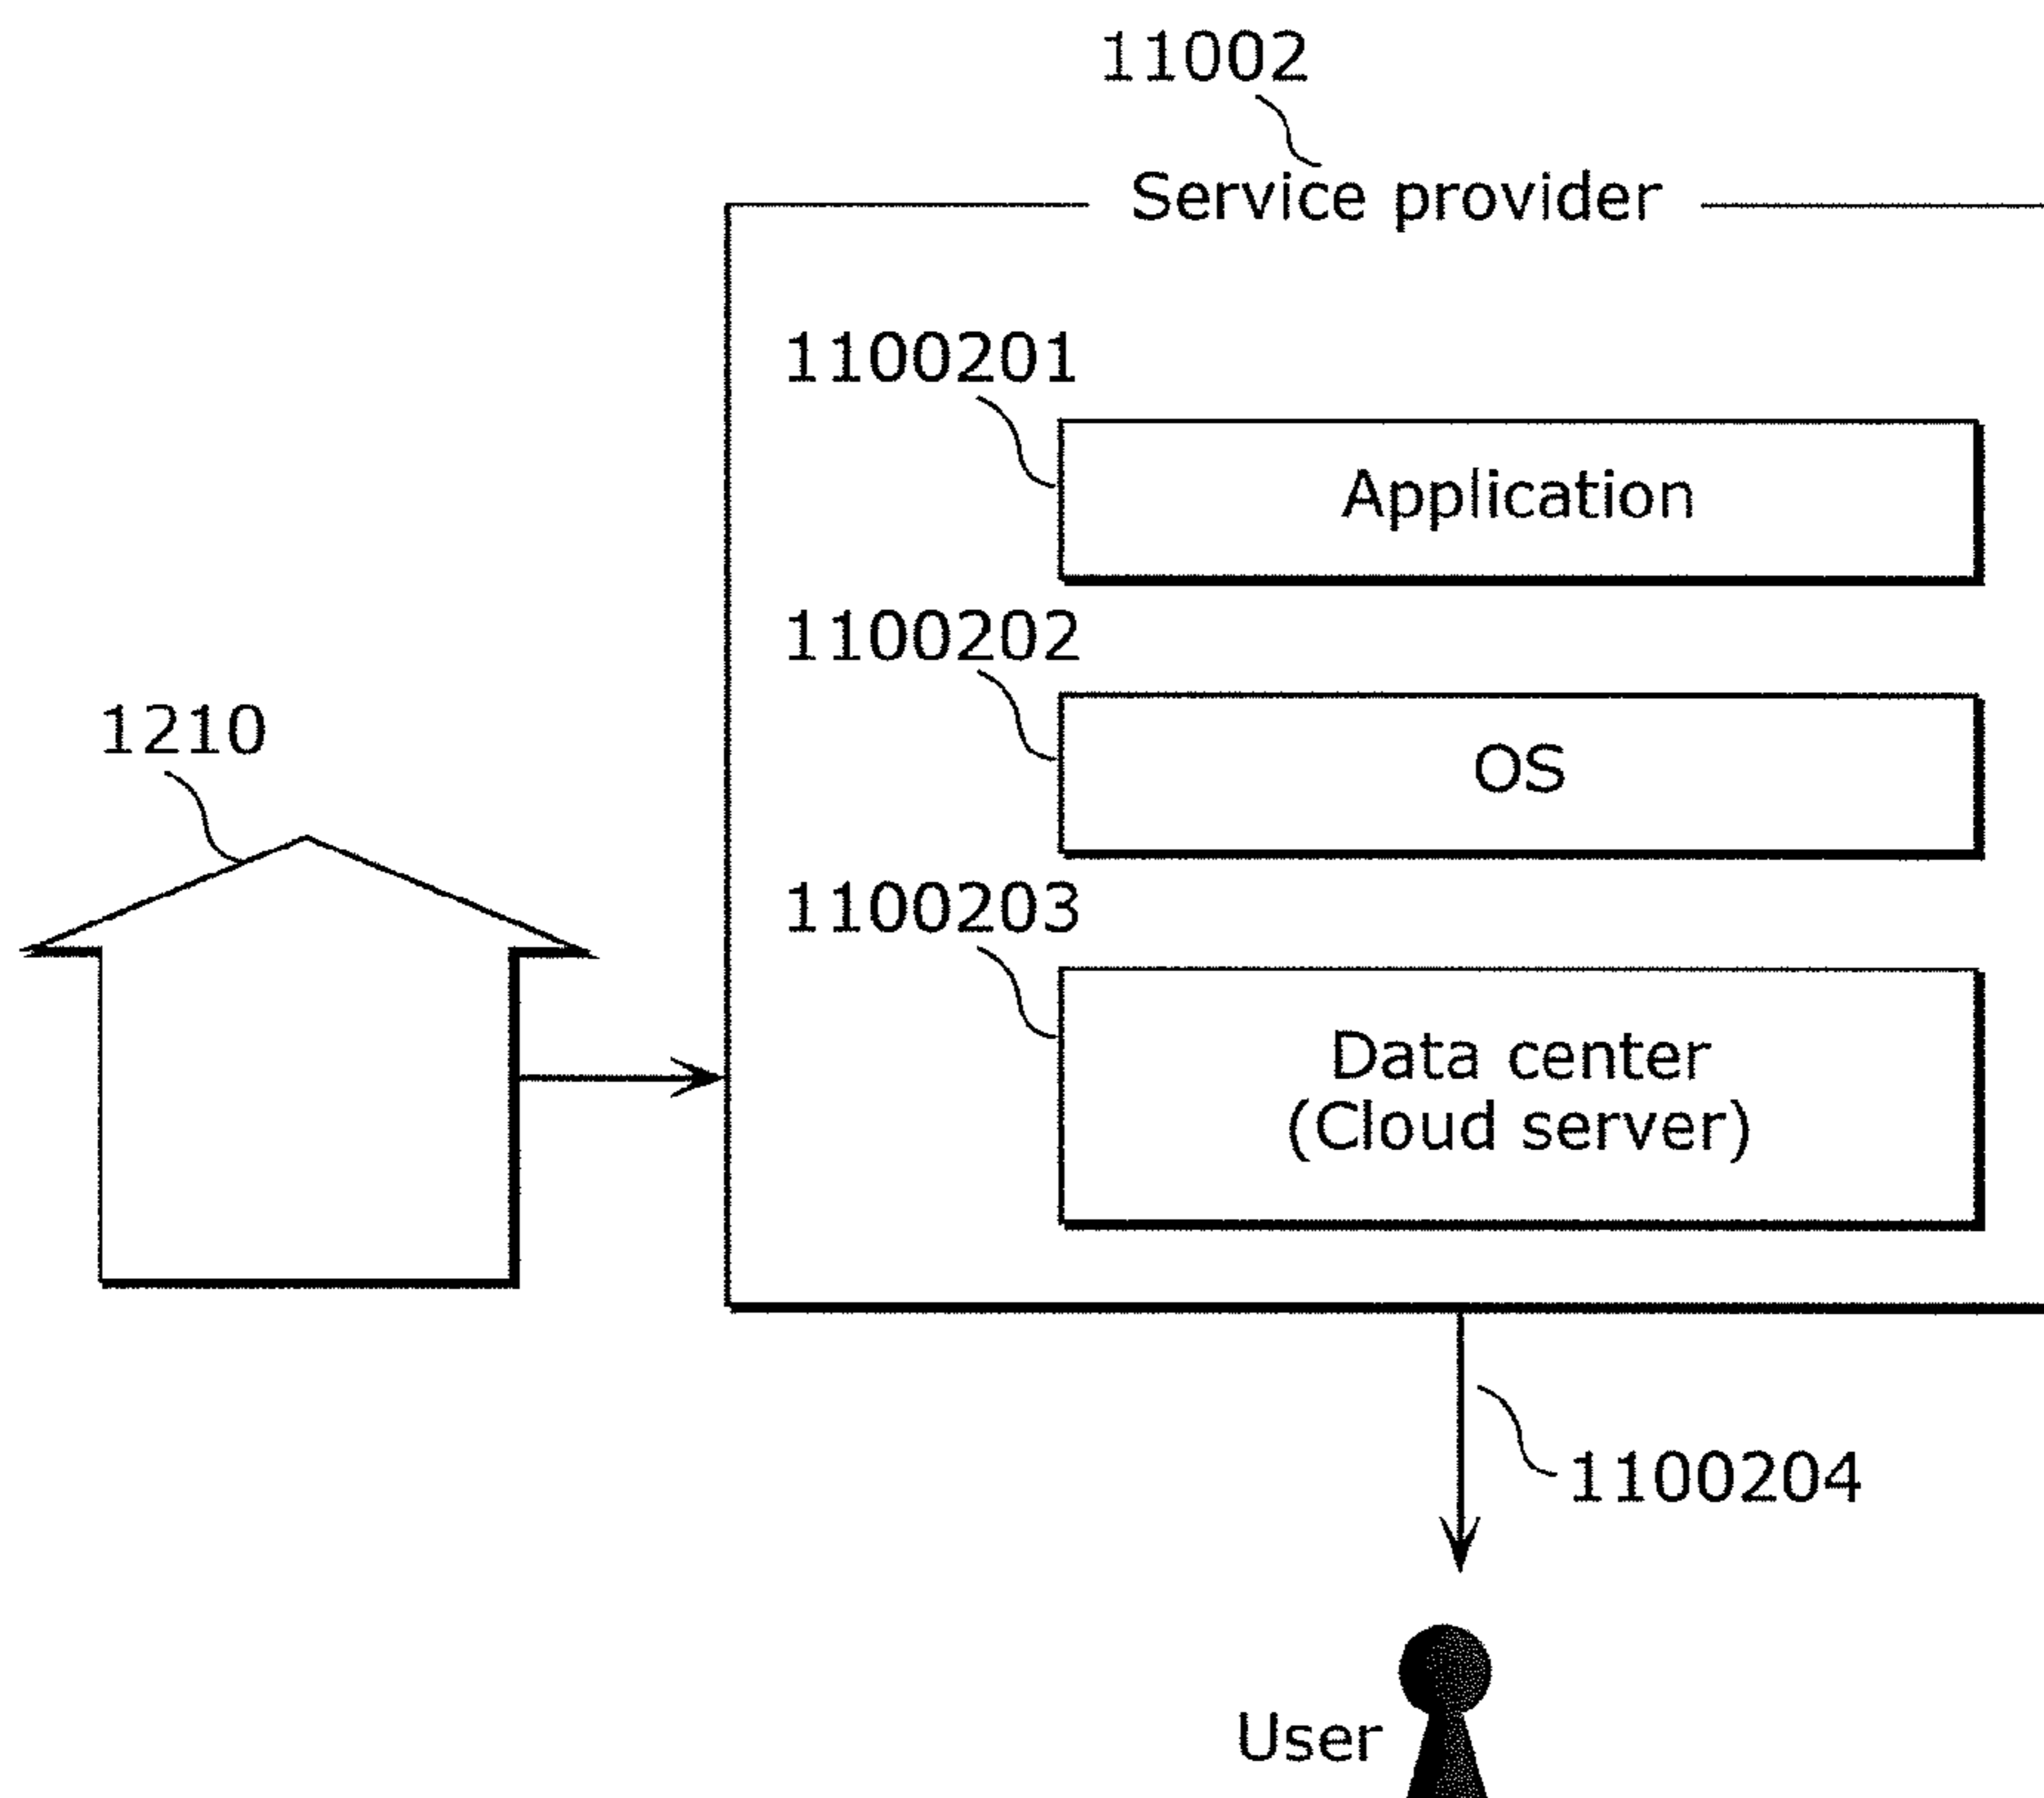 11002
Service provider
1100201
Application
1100202
OS
1210
1100203
Data center
(Cloud server)
1100204
User